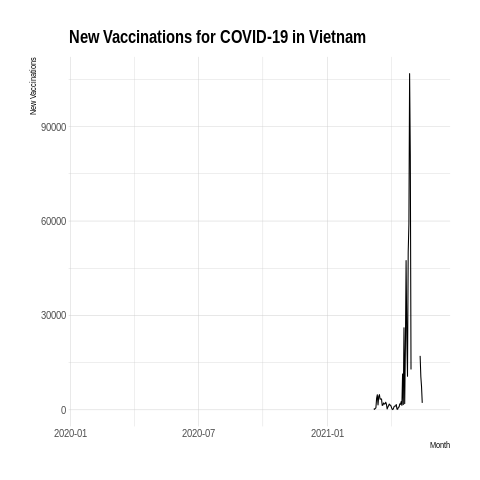 New Vaccinations for COVID-19 in Vietnam
New Vaccinations
90000
60000
30000
0
2020-01 2020-07 2021-01
Month